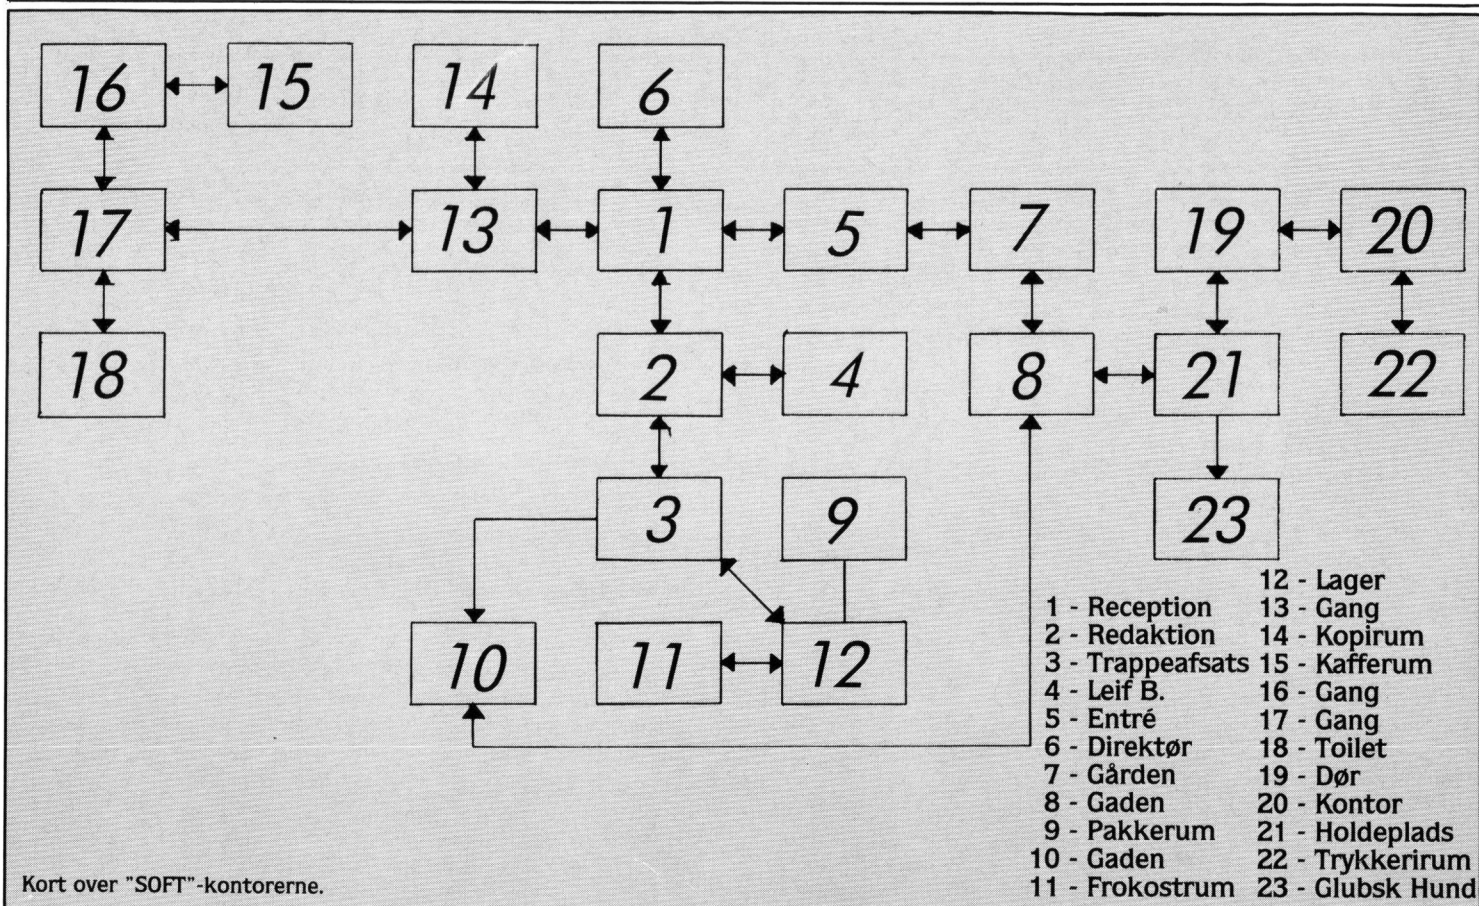 16 15 14 6
17 13 1 5 7 19 20
18 2 4 8 21 22
3 9 23
10 11 12
1 - Reception
2 - Redaktion
3 - Trappeafsats
4 - Leif B.
5 - Entré
6 - Direktør
7 - Gården
8 - Gaden
9 - Pakkerum
10 - Gaden
11 - Frokostrum
12 - Lager
13 - Gang
14 - Kopirum
15 - Kafferum
16 - Gang
17 - Gang
18 - Toilet
19 - Dør
20 - Kontor
21 - Holdeplads
22 - Trykkerirum
23 - Glubsk Hund
Kort over "SOFT"-kontorerne.